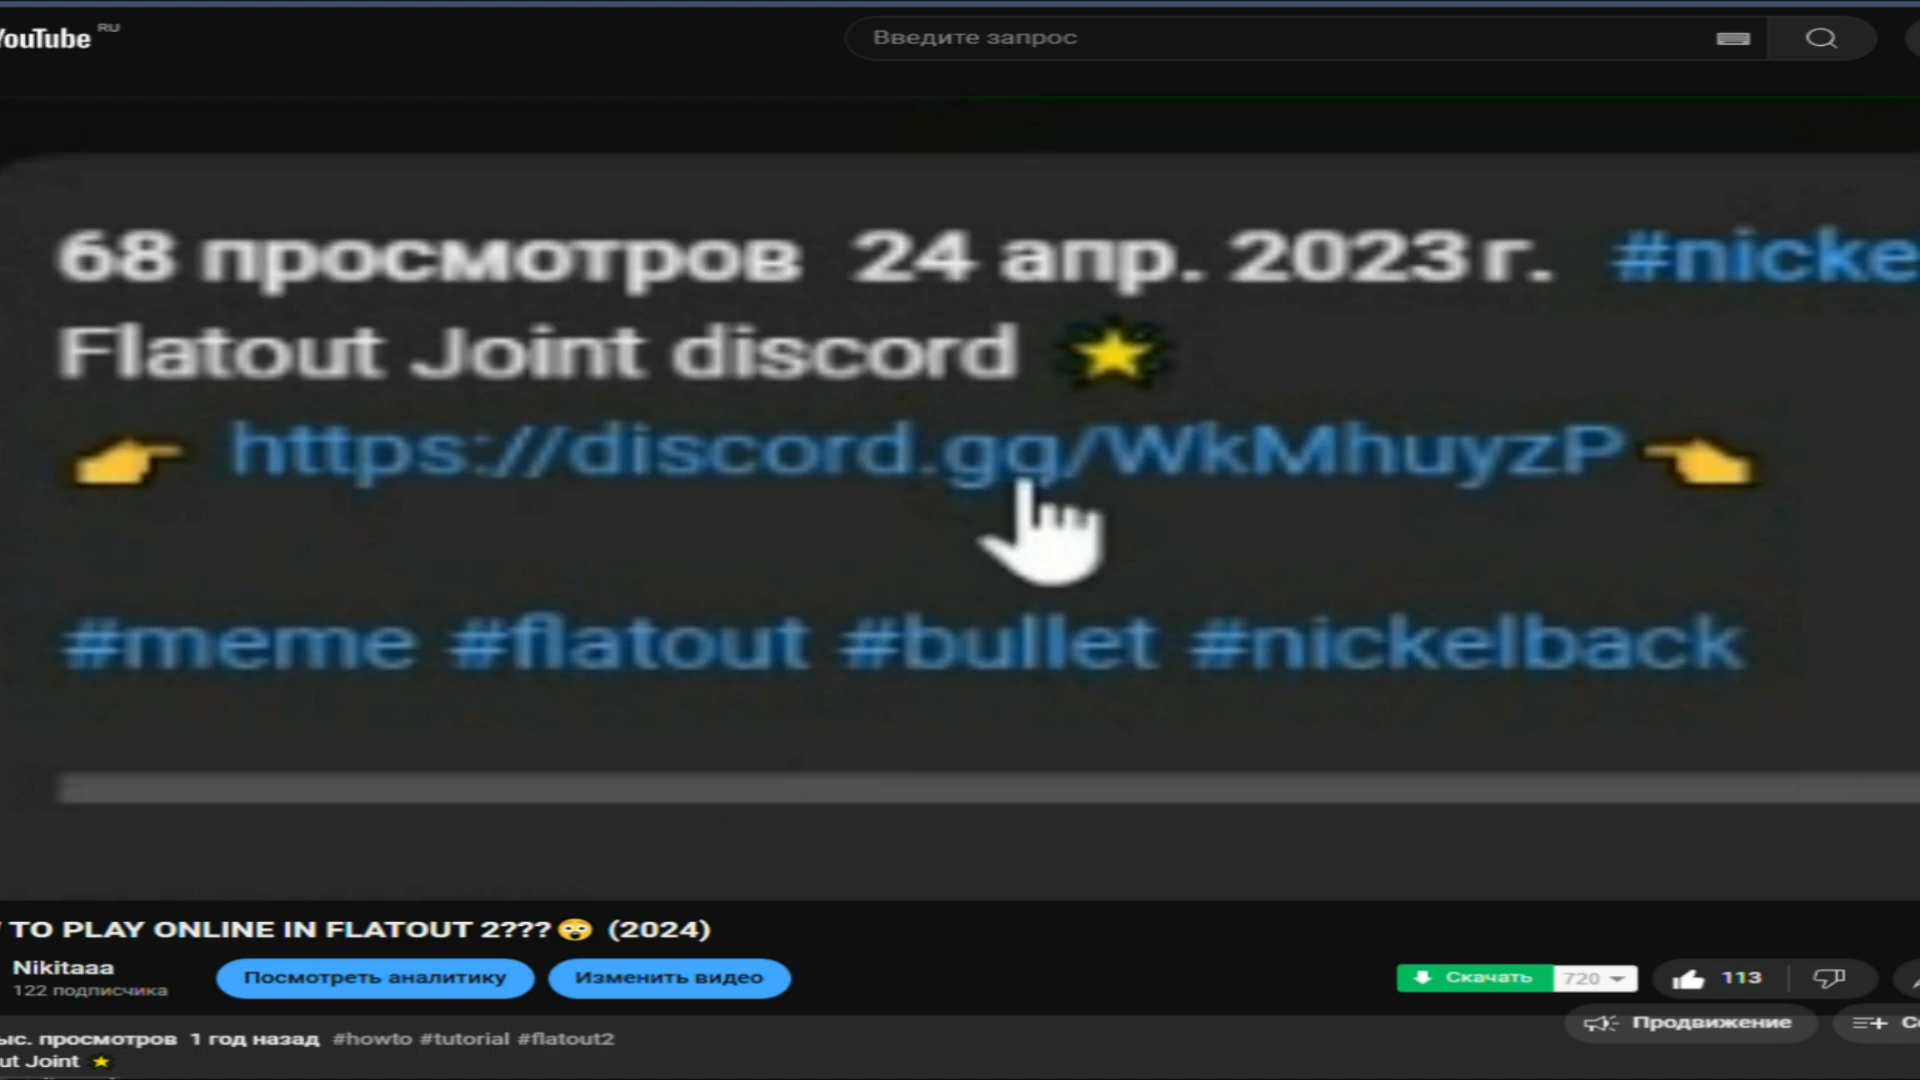 YouTube RU
Введите запрос
68 просмотров 24 апр. 2023 г. #nicke
Flatout Joint discord
https://discord.gg/WkMhuyzP
#meme #flatout #bullet #nickelback
TO PLAY ONLINE IN FLATOUT 2??? (2024)
Nikitaaa
122 подписчика
Посмотреть аналитику
Изменить видео
Скачать 720
113
Продвижение
ыс. просмотров 1 год назад #howto #tutorial #flatout2
ut Joint